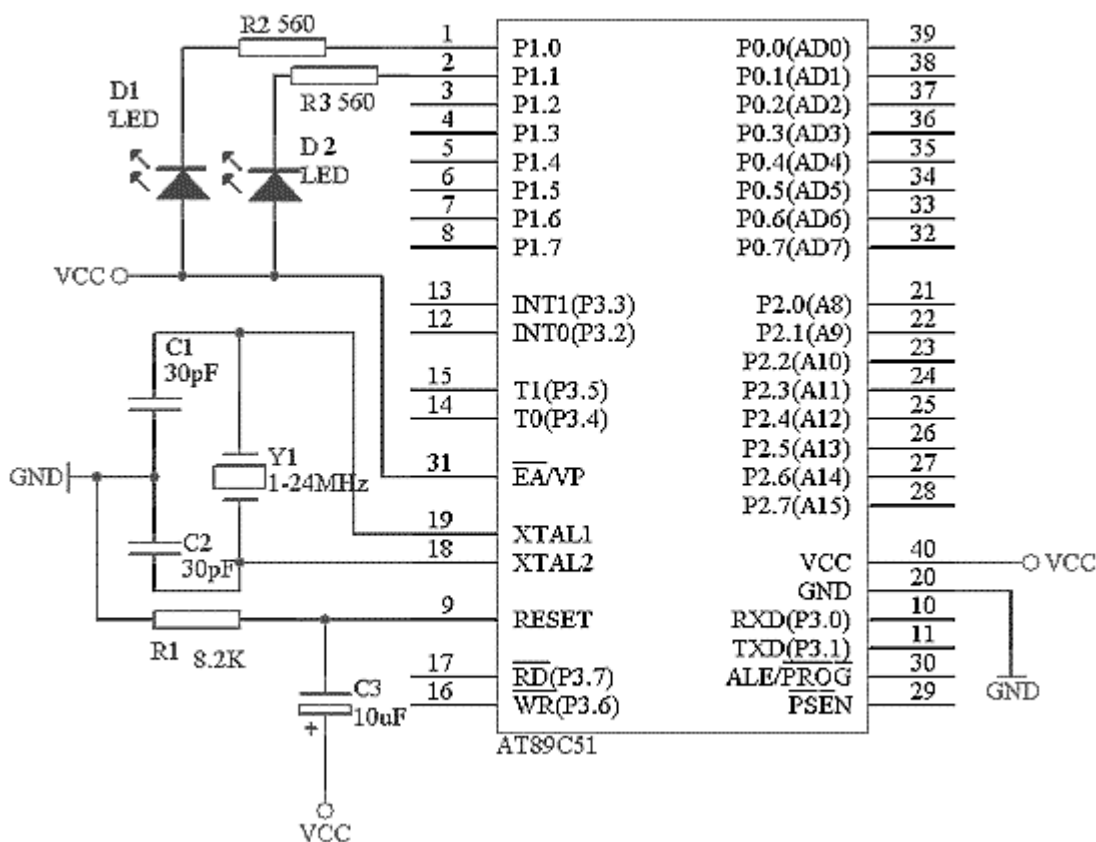 R2 560
1
P1.0
P0.0(AD0)
39
2
P1.1
P0.1(AD1)
38
R3 560
3
P1.2
P0.2(AD2)
37
D1
LED
4
P1.3
P0.3(AD3)
36
D2
LED
5
P1.4
P0.4(AD4)
35
6
P1.5
P0.5(AD5)
34
7
P1.6
P0.6(AD6)
33
8
P1.7
P0.7(AD7)
32
VCC
13
INT1(P3.3)
P2.0(A8)
21
12
INT0(P3.2)
P2.1(A9)
22
C1
30pF
P2.2(A10)
23
15
T1(P3.5)
P2.3(A11)
24
14
T0(P3.4)
P2.4(A12)
25
P2.5(A13)
26
GND
Y1
1-24MHz
31
EA/VP
P2.6(A14)
27
P2.7(A15)
28
19
XTAL1
C2
30pF
18
XTAL2
VCC
40
VCC
GND
20
9
RESET
RXD(P3.0)
10
R1 8.2K
TXD(P3.1)
11
17
RD(P3.7)
ALE/PROG
30
GND
C3
10uF
+
16
WR(P3.6)
PSEN
29
AT89C51
VCC